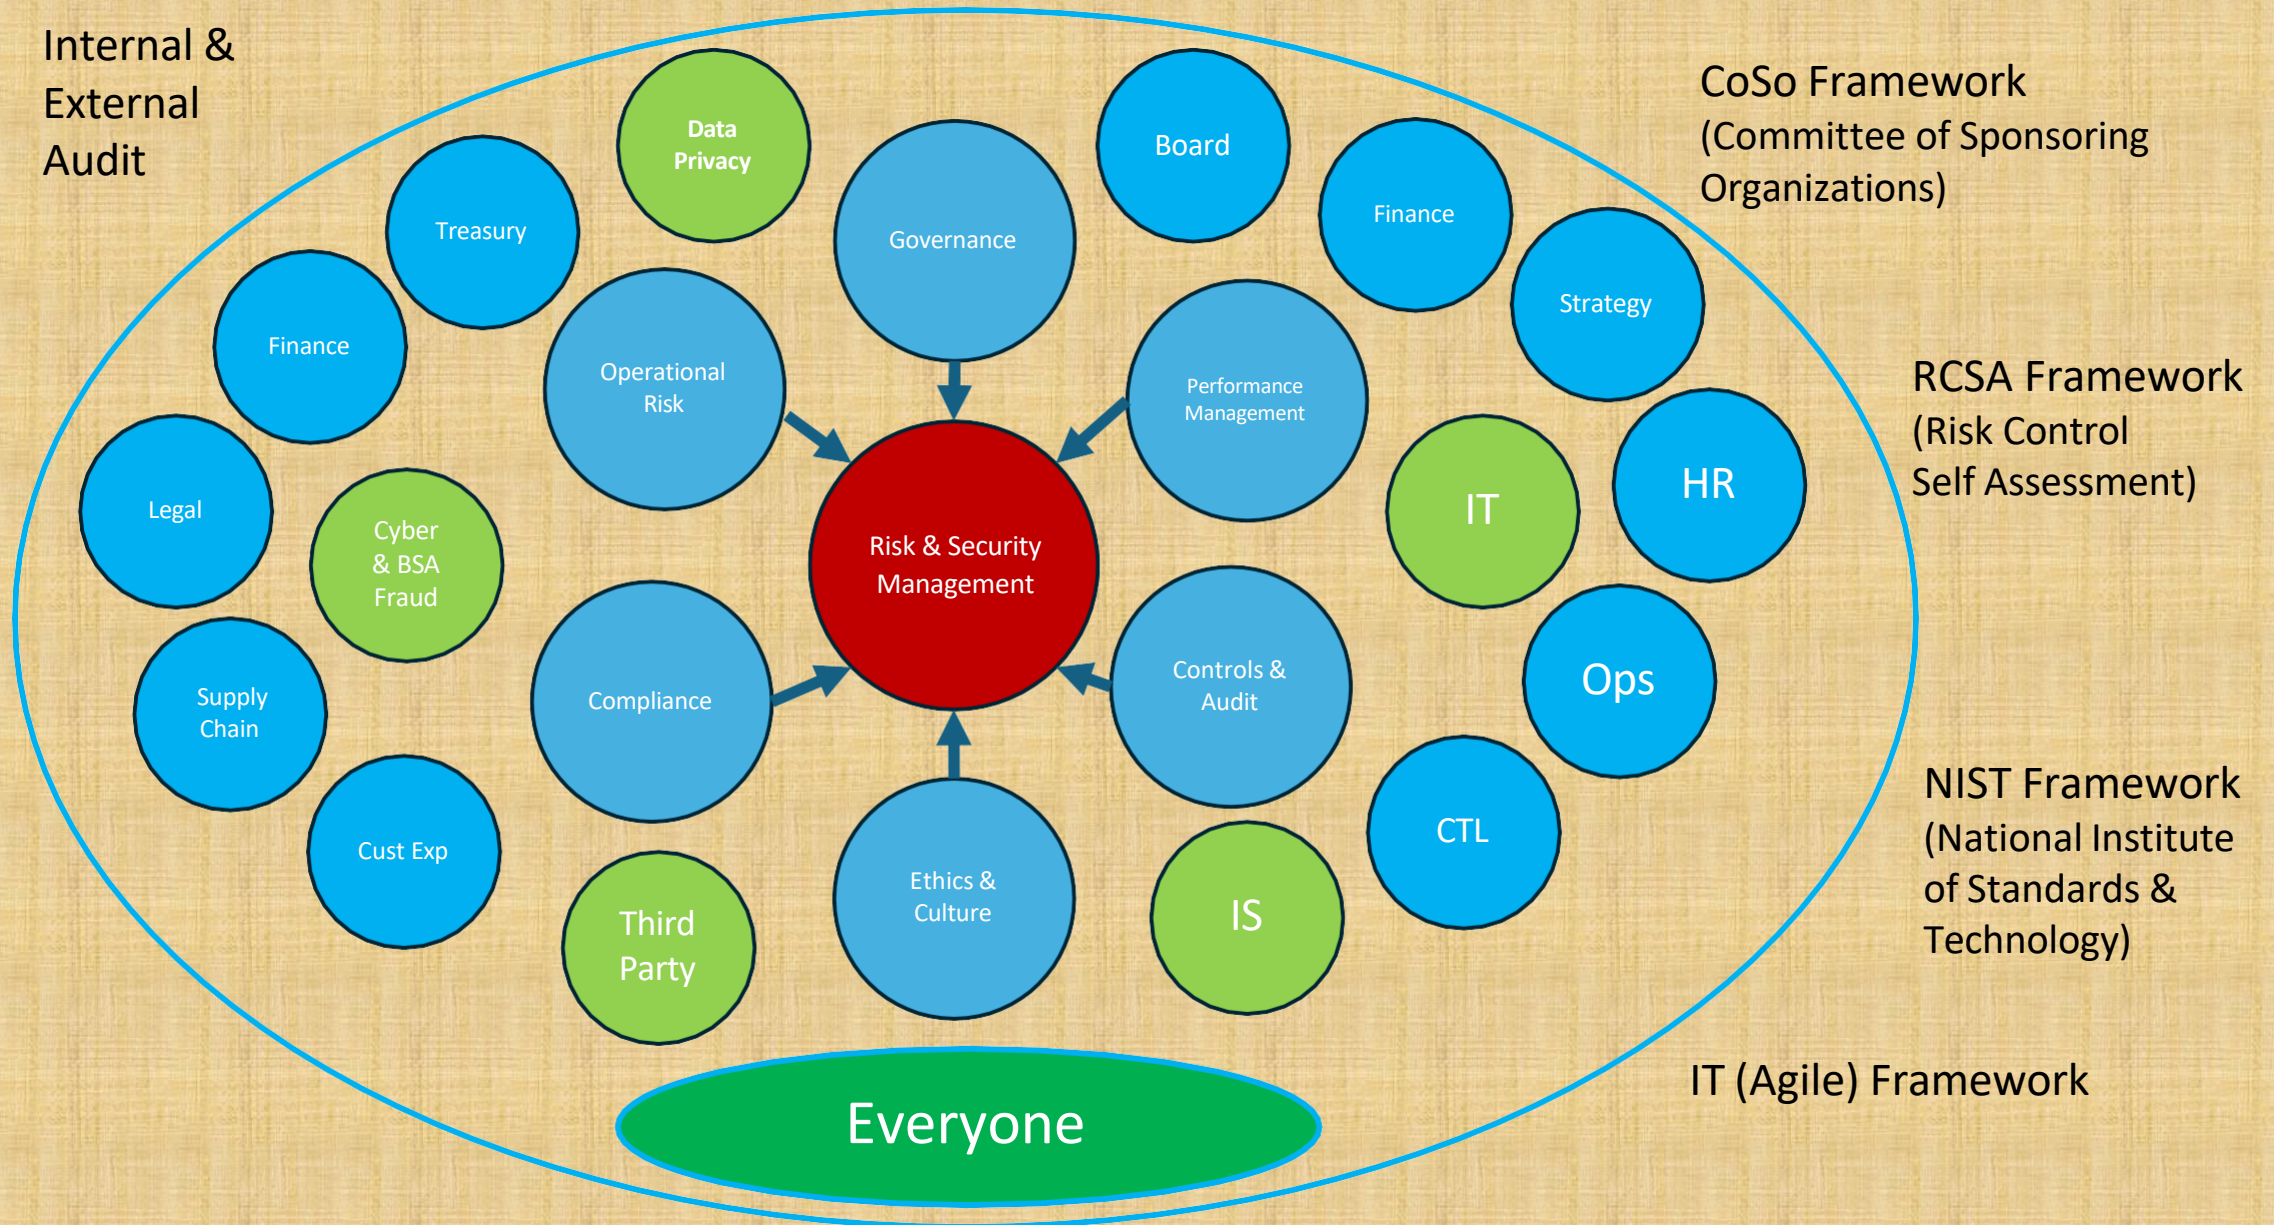 Internal &
External
Audit
CoSo Framework
(Committee of Sponsoring
Organizations)
RCSA Framework
(Risk Control
Self Assessment)
NIST Framework
(National Institute
of Standards &
Technology)
IT (Agile) Framework
Data
Privacy
Board
Treasury
Governance
Finance
Strategy
Finance
Operational
Risk
Performance
Management
HR
Legal
Cyber
& BSA
Fraud
Risk & Security
Management
IT
Supply
Chain
Compliance
Controls &
Audit
Ops
Cust Exp
CTL
Third
Party
Ethics &
Culture
IS
Everyone